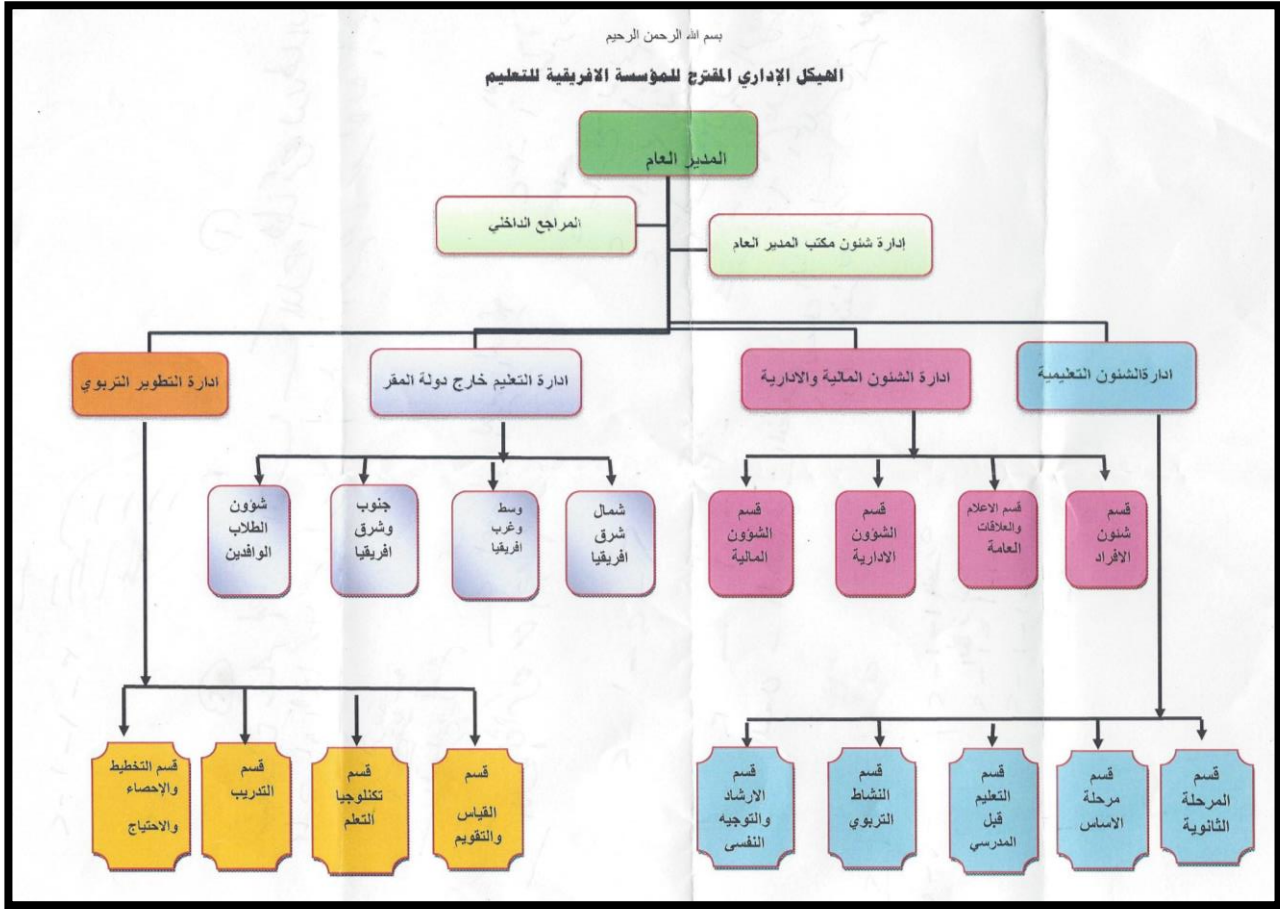 بسم الله الرحمن الرحيم
الهيكل الإداري المقترح للمؤسسة الافريقية للتعليم
المدير العام
المراجع الداخلي
إدارة شئون مكتب المدير العام
ادارةالشئون التعليمية
ادارة الشئون المالية والادارية
ادارة التعليم خارج دولة المقر
ادارة التطوير التربوي
قسم
شئون
الافراد
قسم الاعلام
والعلاقات
العامة
قسم
الشؤون
الادارية
قسم
الشؤون
المالية
شمال
شرق
افريقيا
وسط
وغرب
افريقيا
جنوب
وشرق
افريقيا
شؤون
الطلاب
الوافدين
قسم
المرحلة
الثانوية
قسم
مرحلة
الاساس
قسم
التعليم
قبل
المدرسي
قسم
النشاط
التربوي
قسم
الارشاد
والتوجيه
النفسى
قسم
القياس
والتقويم
قسم
تكنلوجيا
التعلم
قسم
التدريب
قسم التخطيط
والإحصاء
والاحتياج